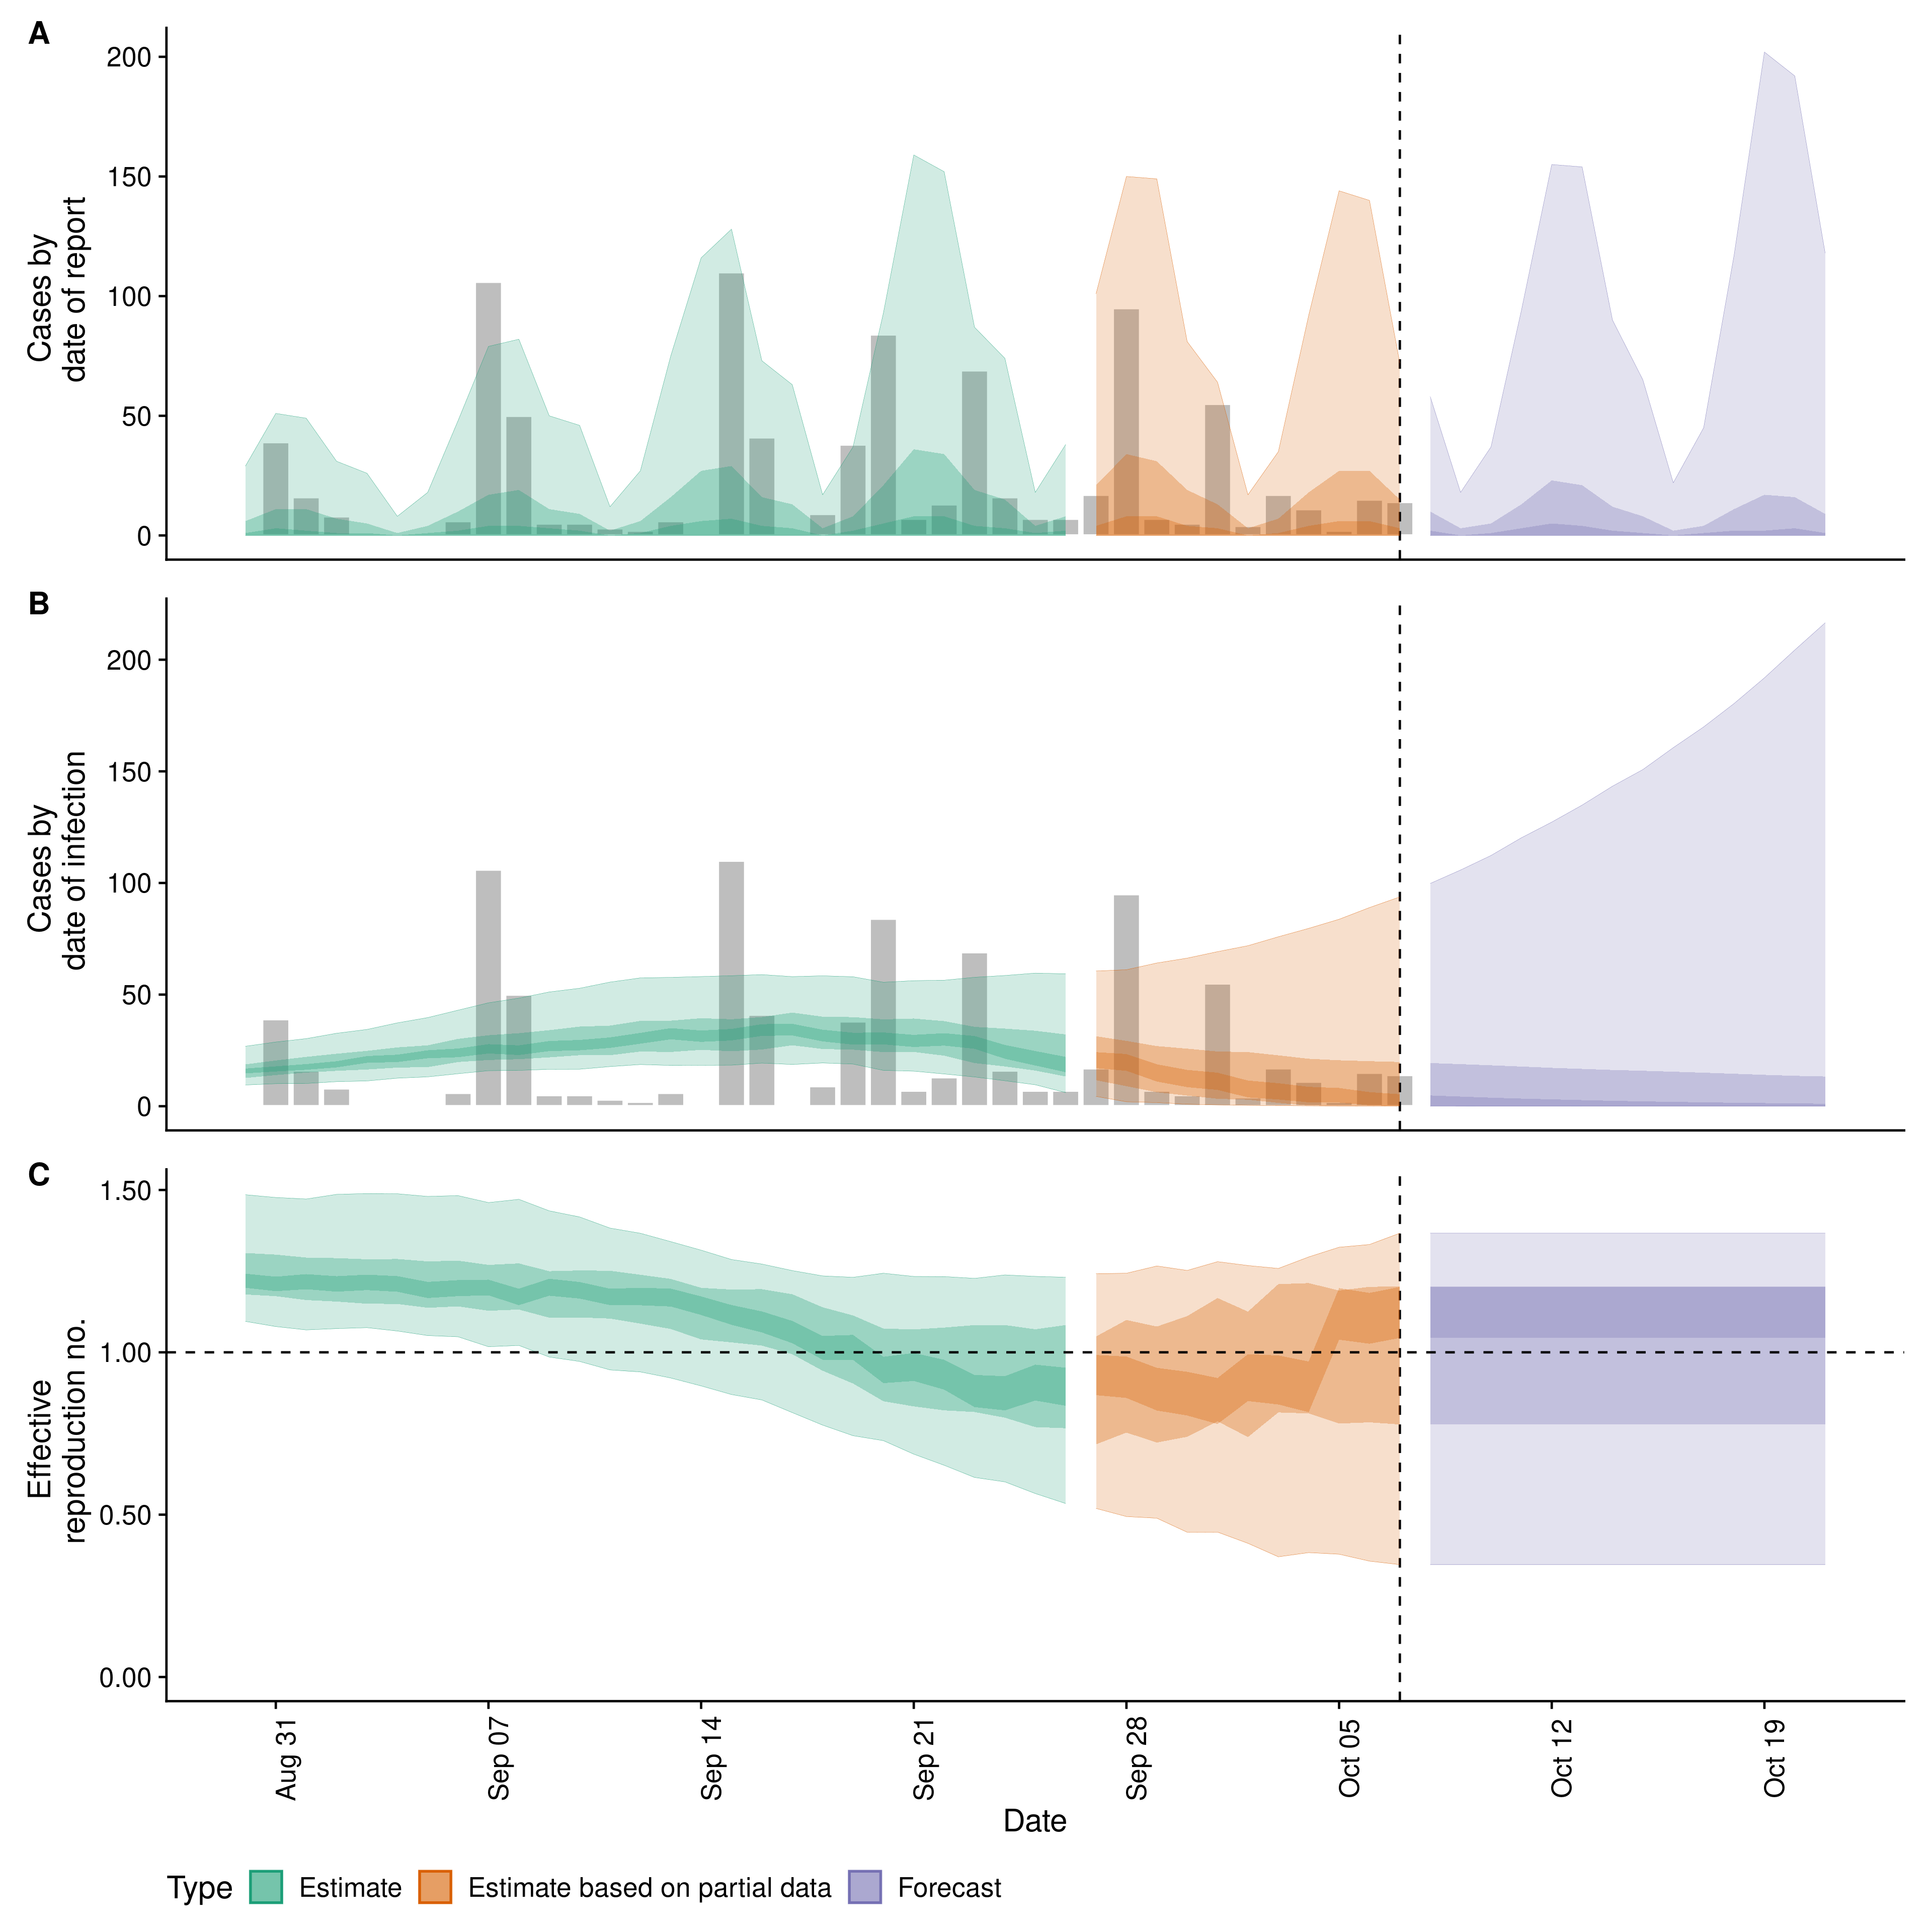 A
Cases by
date of report
200
150
100
50
0
B
Cases by
date of infection
200
150
100
50
0
C
Effective
reproduction no.
1.50
1.00
0.50
0.00
Aug 31
Sep 07
Sep 14
Sep 21
Sep 28
Oct 05
Oct 12
Oct 19
Date
Type Estimate Estimate based on partial data Forecast